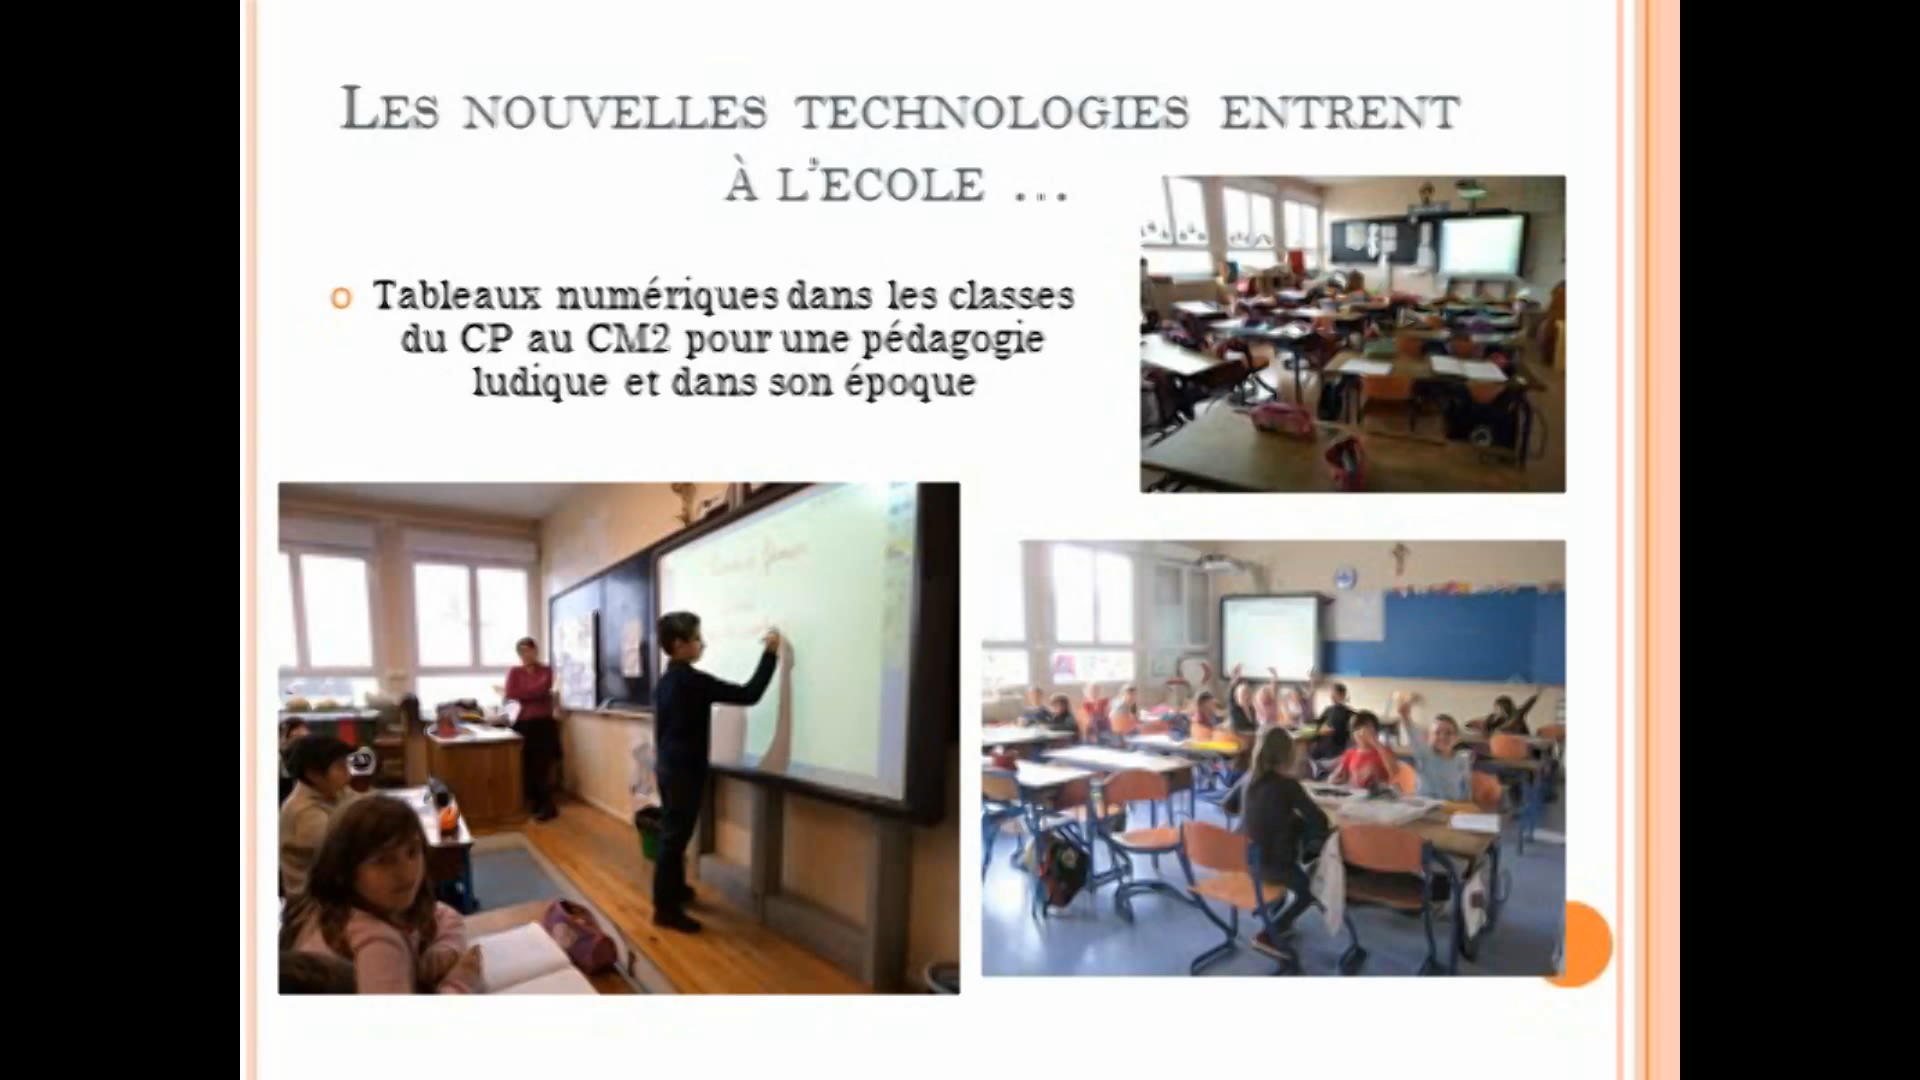 LES NOUVELLES TECHNOLOGIES ENTRENT
À L'ECOLE ...
Tableaux numériques dans les classes
du CP au CM2 pour une pédagogie
ludique et dans son époque